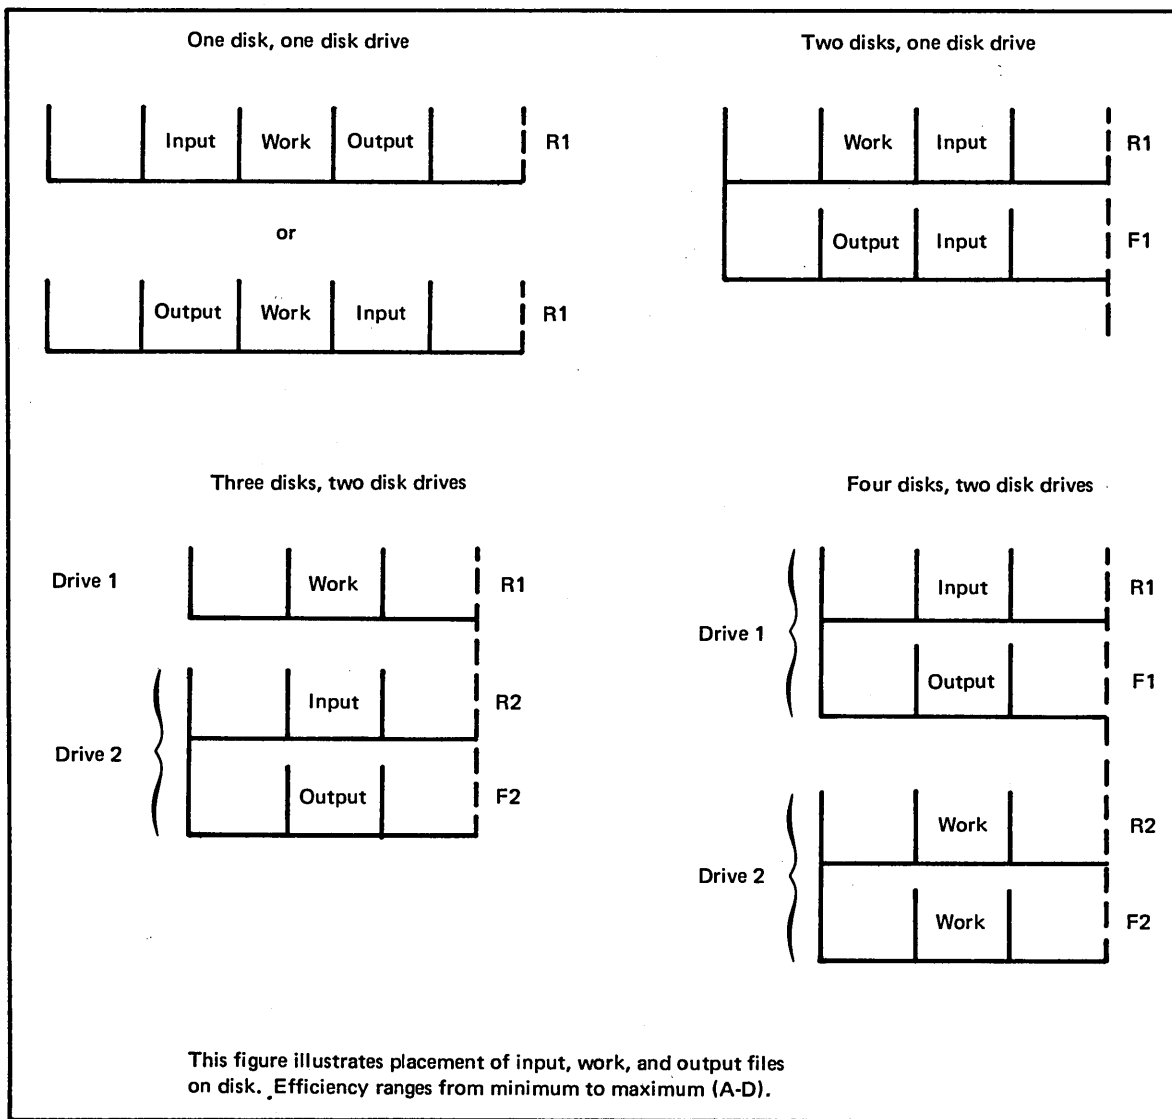 One disk, one disk drive
Input Work Output R1
or
Output Work Input R1
Two disks, one disk drive
Work Input R1
Output Input F1
Three disks, two disk drives
Drive 1 Work R1
Input R2
Drive 2
Output F2
Four disks, two disk drives
Input R1
Drive 1
Output F1
Work R2
Drive 2
Work F2
This figure illustrates placement of input, work, and output files
on disk. Efficiency ranges from minimum to maximum (A-D).